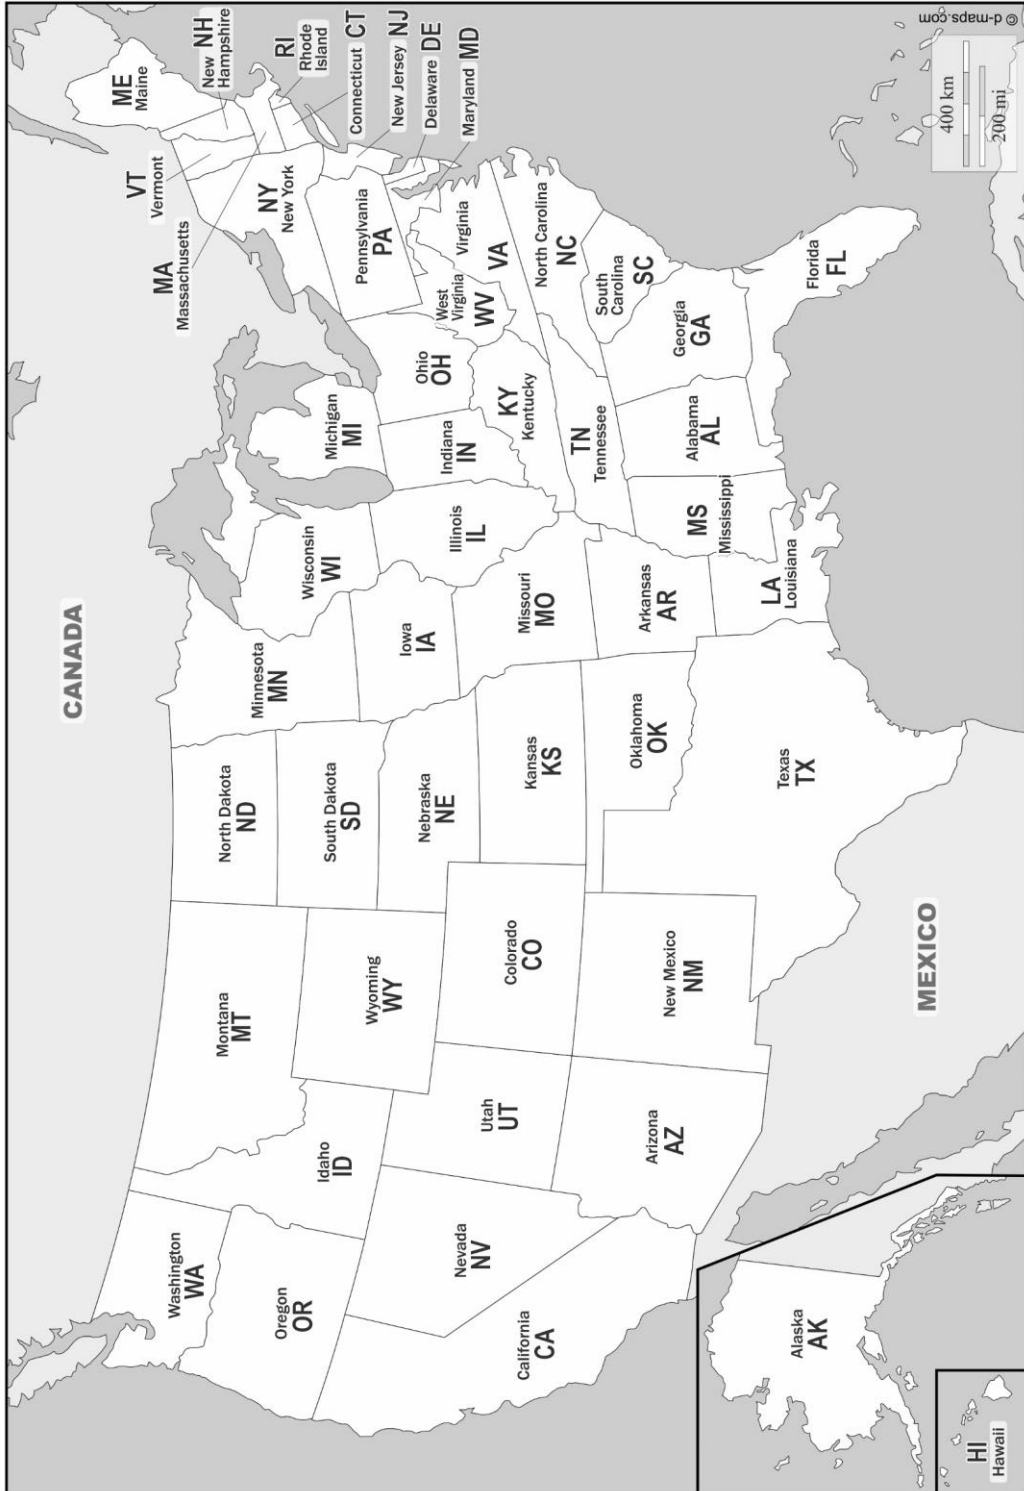 CANADA
MEXICO
Washington
WA
Oregon
OR
California
CA
Nevada
NV
Idaho
ID
Montana
MT
Wyoming
WY
Utah
UT
Arizona
AZ
Colorado
CO
New Mexico
NM
North Dakota
ND
South Dakota
SD
Nebraska
NE
Kansas
KS
Oklahoma
OK
Texas
TX
Minnesota
MN
Iowa
IA
Missouri
MO
Arkansas
AR
LA
Louisiana
Wisconsin
WI
Illinois
IL
Michigan
MI
Indiana
IN
Ohio
OH
KY
Kentucky
TN
Tennessee
MS
Mississippi
Alabama
AL
Georgia
GA
Florida
FL
South
Carolina
SC
North Carolina
NC
Virginia
VA
West
Virginia
WV
Pennsylvania
PA
NY
New York
VT
Vermont
MA
Massachusetts
ME
Maine
New NH
Hampshire
RI
Rhode
Island
Connecticut CT
New Jersey NJ
Delaware DE
Maryland MD
Alaska
AK
HI
Hawaii
400 km
200 mi
© d-maps.com